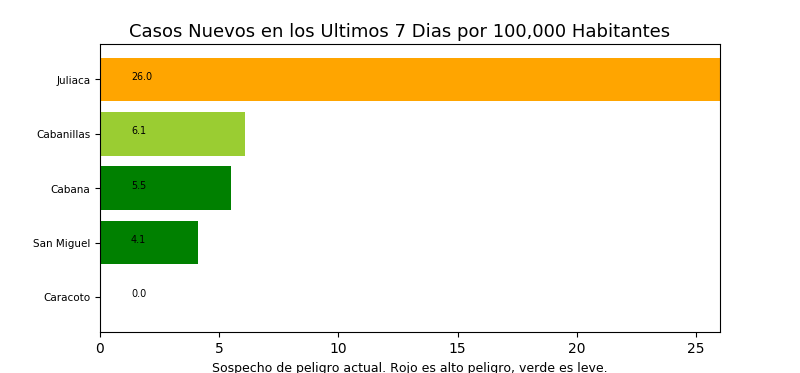 Casos Nuevos en los Ultimos 7 Dias por 100,000 Habitantes
Juliaca 26.0
Cabanillas 6.1
Cabana 5.5
San Miguel 4.1
Caracoto 0.0
0 5 10 15 20 25
Sospecho de peligro actual. Rojo es alto peligro, verde es leve.